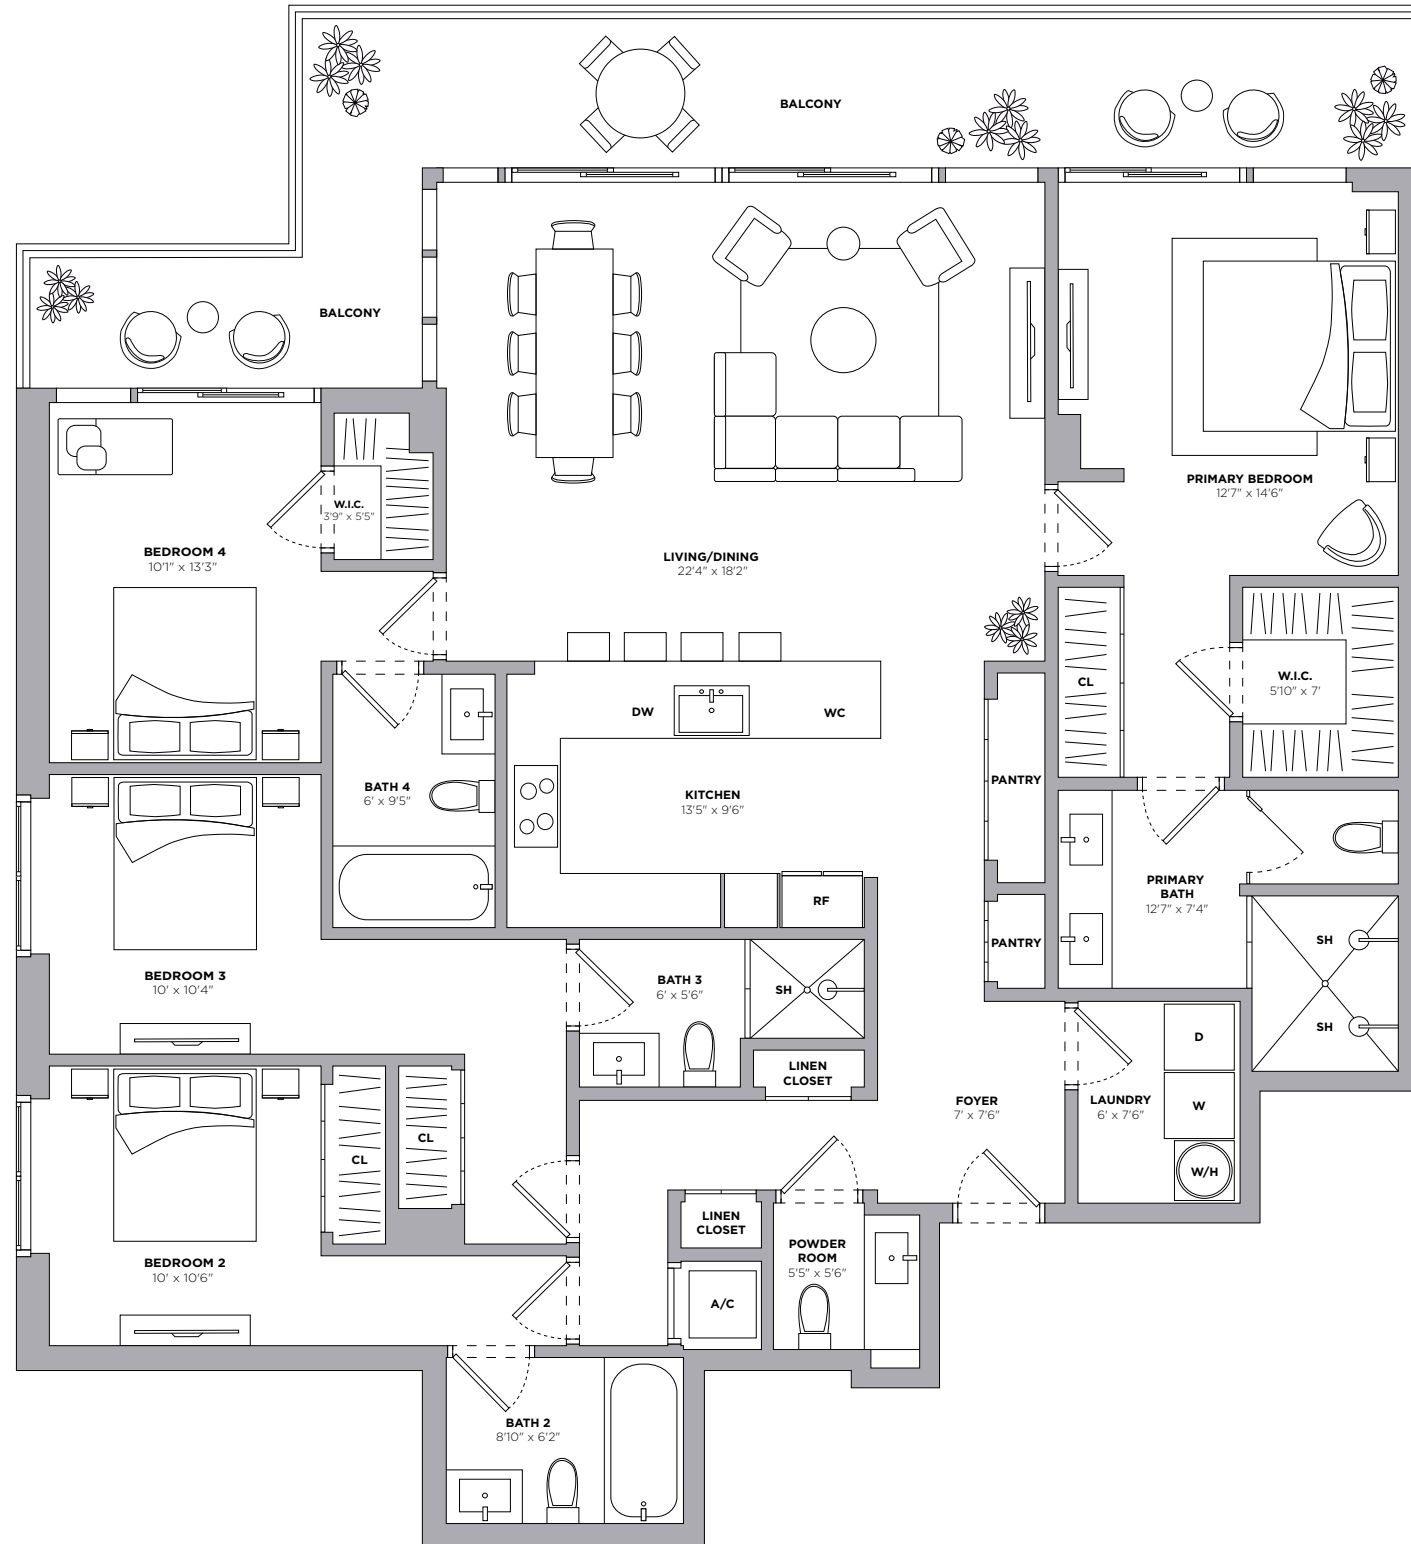 BALCONY
BALCONY
PRIMARY BEDROOM
12'7" x 14'6"
W.I.C.
3'9" x 5'5"
BEDROOM 4
10'1" x 13'3"
LIVING/DINING
22'4" x 18'2"
CL
W.I.C.
5'10" x 7'
DW
WC
PANTRY
BATH 4
6' x 9'5"
KITCHEN
13'5" x 9'6"
PRIMARY
BATH
12'7" x 7'4"
RF
PANTRY
SH
BEDROOM 3
10' x 10'4"
BATH 3
6' x 5'6"
SH
SH
D
LINEN
CLOSET
FOYER
7' x 7'6"
LAUNDRY
6' x 7'6"
W
CL
CL
W/H
LINEN
CLOSET
POWDER
ROOM
5'5" x 5'6"
BEDROOM 2
10' x 10'6"
A/C
BATH 2
8'10" x 6'2"